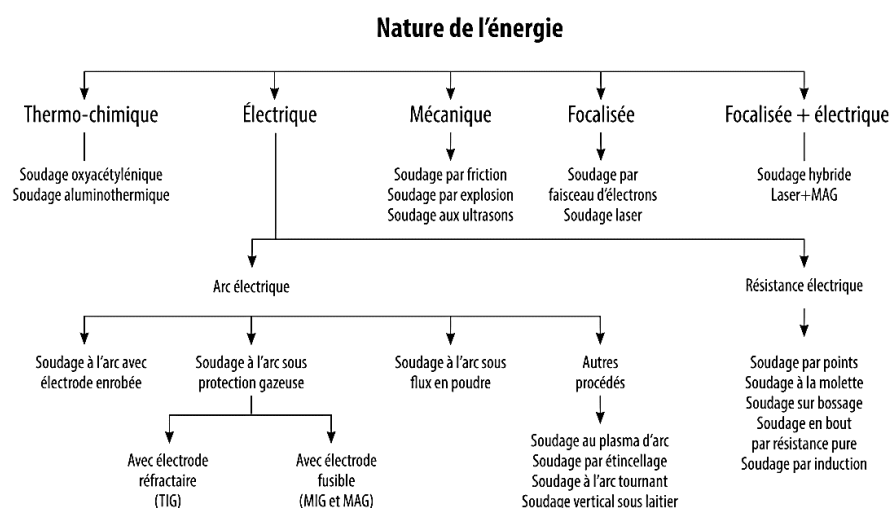 Nature de l'énergie
Thermo-chimique
Électrique
Mécanique
Focalisée
Focalisée + électrique
Soudage oxyacétylénique
Soudage aluminothermique
Soudage par friction
Soudage par explosion
Soudage aux ultrasons
Soudage par
faisceau d'électrons
Soudage laser
Soudage hybride
Laser+MAG
Arc électrique
Résistance électrique
Soudage à l'arc avec
électrode enrobée
Soudage à l'arc sous
protection gazeuse
Soudage à l'arc sous
flux en poudre
Autres
procédés
Soudage par points
Soudage à la molette
Soudage sur bossage
Soudage en bout
par résistance pure
Soudage par induction
Avec électrode
réfractaire
(TIG)
Avec électrode
fusible
(MIG et MAG)
Soudage au plasma d'arc
Soudage par étincellage
Soudage à l'arc tournant
Soudage vertical sous laitier